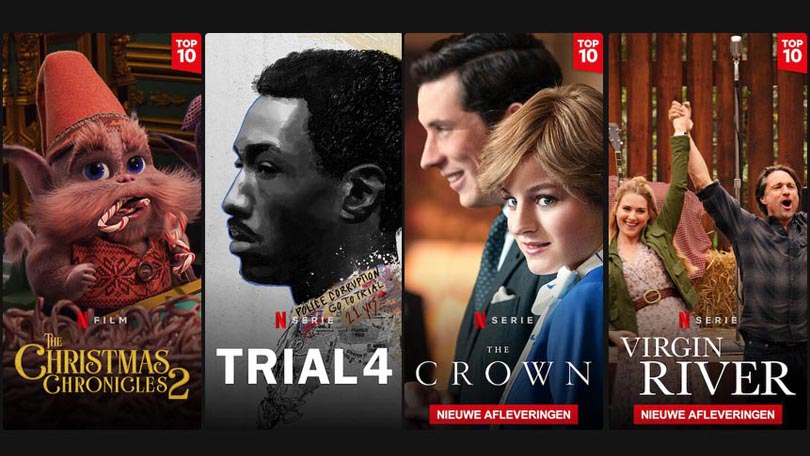 TOP
10
N FILM
THE
CHRISTMAS
CHRONICLES 2
POLICE CORRUPTION
GO TO TRIAL
N SERIE
TRIAL 4
N SERIE
THE
CROWN
NIEUWE AFLEVERINGEN
TOP
10
N SERIE
VIRGIN
RIVER
NIEUWE AFLEVERINGEN
TOP
10